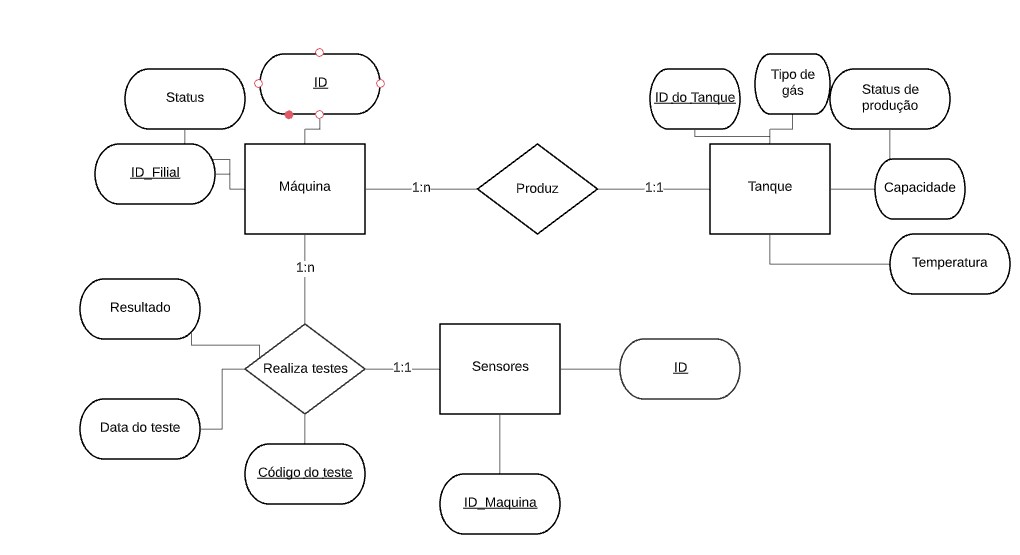 ID
Status
ID do Tanque
Tipo de
gás
Status de
produção
ID_Filial
Máquina
1:n
Produz
1:1
Tanque
Capacidade
Temperatura
1:n
Resultado
Realiza testes
1:1
Sensores
ID
Data do teste
Código do teste
ID_Maquina